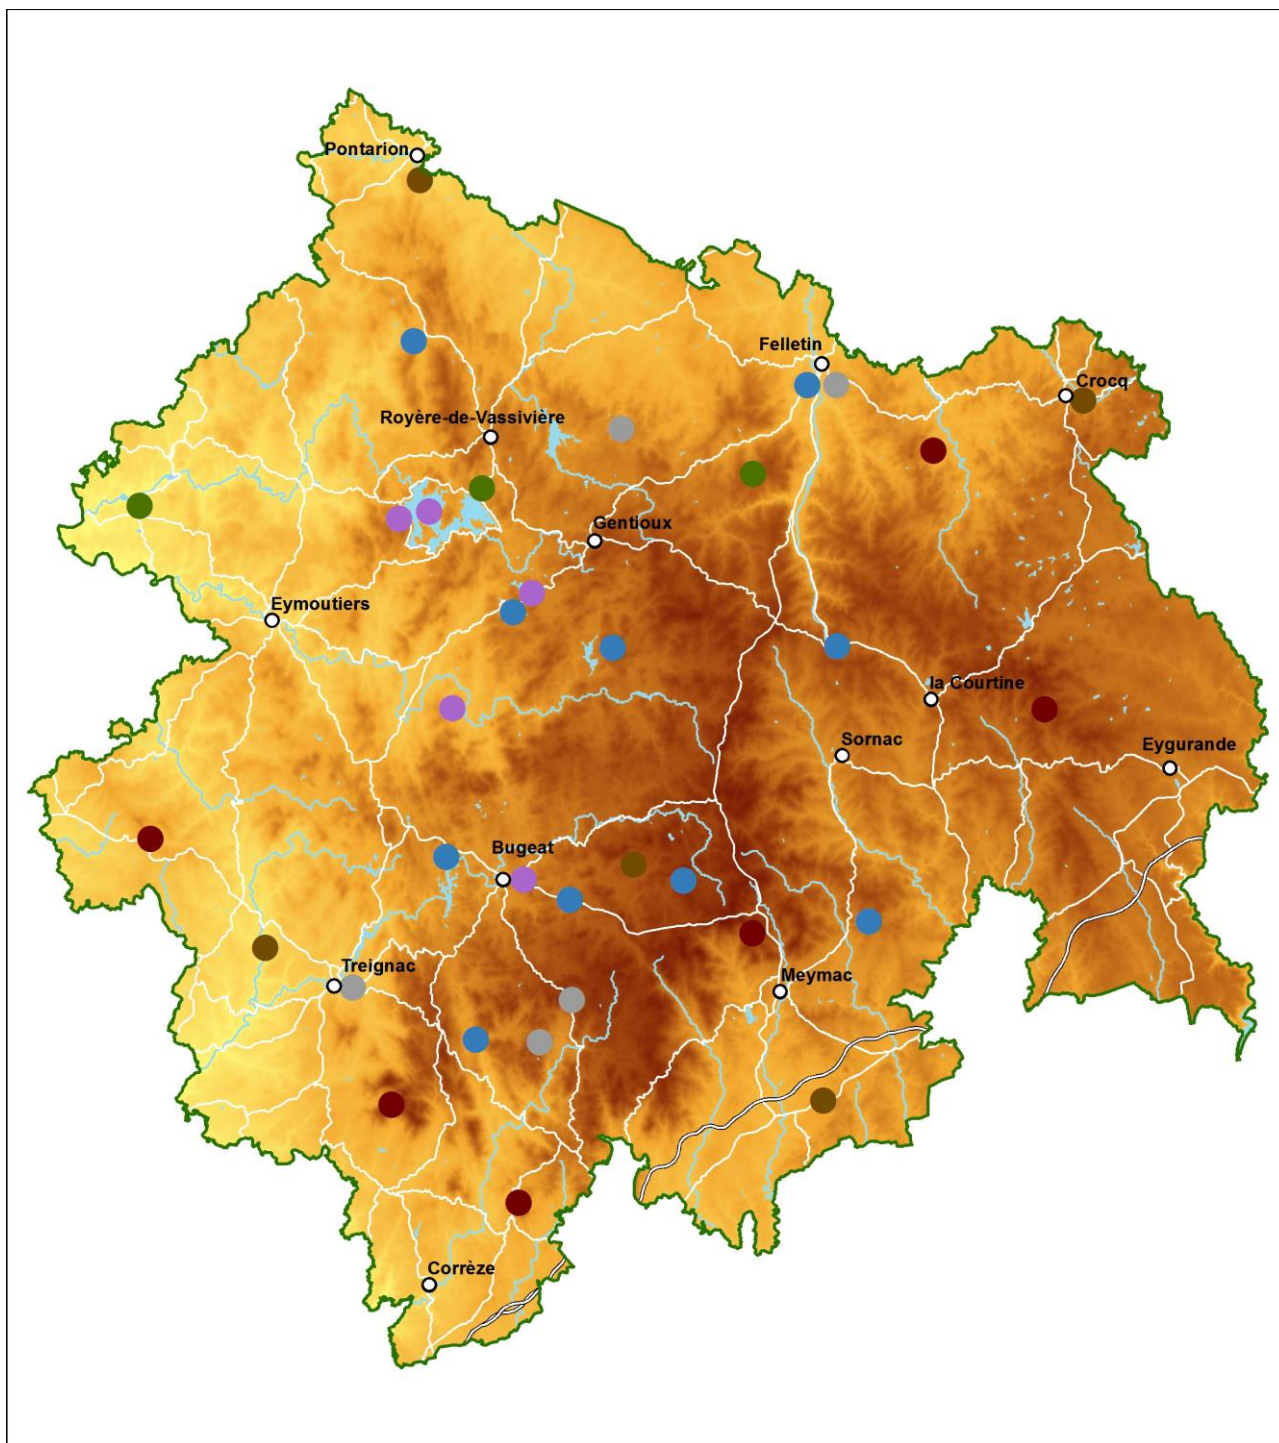 Pontarion
Felletin
Crocq
Royère-de-Vassivière
Gentioux
Eymoutiers
la Courtine
Sornac
Eygurande
Bugeat
Treignac
Meymac
Corrèze